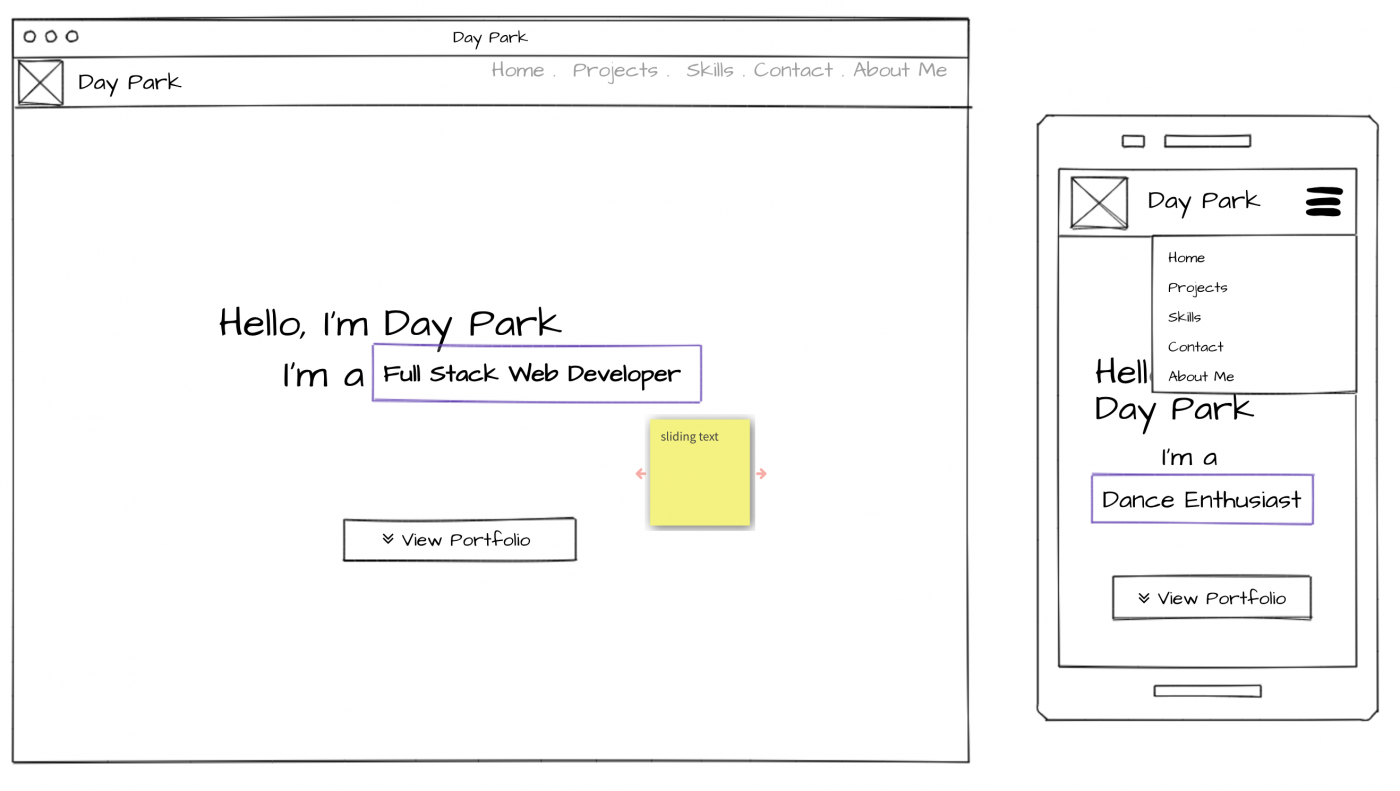 Day Park
Day Park
Home . Projects . Skills . Contact . About Me
Hello, I'm Day Park
I'm a Full Stack Web Developer
sliding text
View Portfolio
Day Park
Home
Projects
Skills
Contact
About Me
Hell
Day Park
I'm a
Dance Enthusiast
View Portfolio